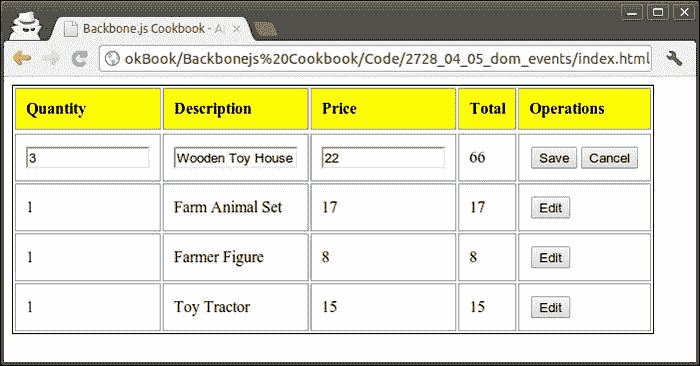 Backbone.js Cookbook - A
okBook/Backbonejs%20Cookbook/Code/2728_04_05_dom_events/index.html
Quantity Description Price Total Operations
3 Wooden Toy House 22 66 Save Cancel
1 Farm Animal Set 17 17 Edit
1 Farmer Figure 8 8 Edit
1 Toy Tractor 15 15 Edit